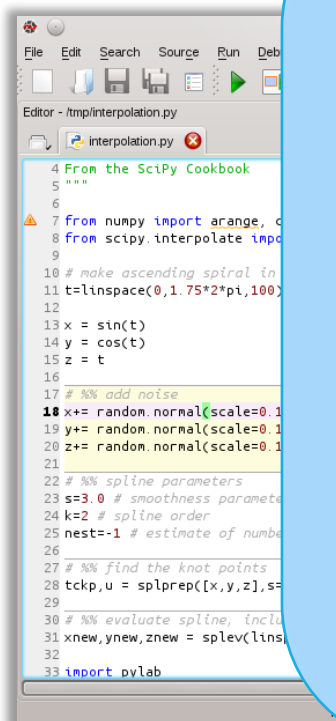 File Edit Search Source Run Deb
Editor - /tmp/interpolation.py
interpolation.py
4 From the SciPy Cookbook
5 """
6
7 from numpy import arange, c
8 from scipy.interpolate impo
9
10 # make ascending spiral in
11 t=linspace(0,1.75*2*pi,100)
12
13 x = sin(t)
14 y = cos(t)
15 z = t
16
17 # %% add noise
18 x+= random.normal(scale=0.1
19 y+= random.normal(scale=0.1
20 z+= random.normal(scale=0.1
21
22 # %% spline parameters
23 s=3.0 # smoothness paramete
24 k=2 # spline order
25 nest=-1 # estimate of numbe
26
27 # %% find the knot points
28 tckp,u = splprep([x,y,z],s=
29
30 # %% evaluate spline, inclu
31 xnew,ynew,znew = splev(lins
32
33 import pylab